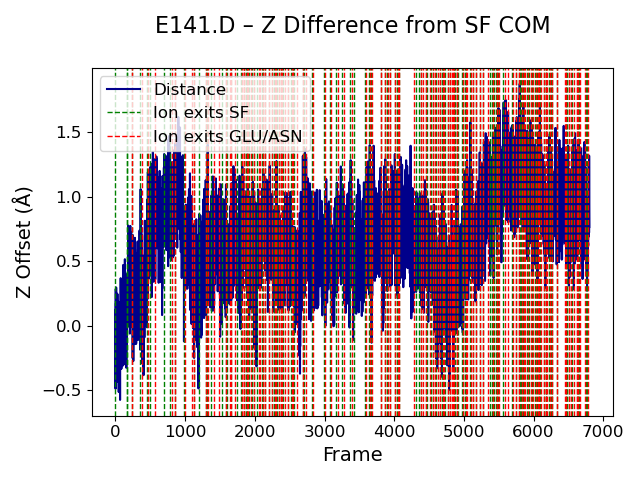 E141.D – Z Difference from SF COM
Distance
Ion exits SF
Ion exits GLU/ASN
Z Offset (Å)
1.5
1.0
0.5
0.0
−0.5
0 1000 2000 3000 4000 5000 6000 7000
Frame